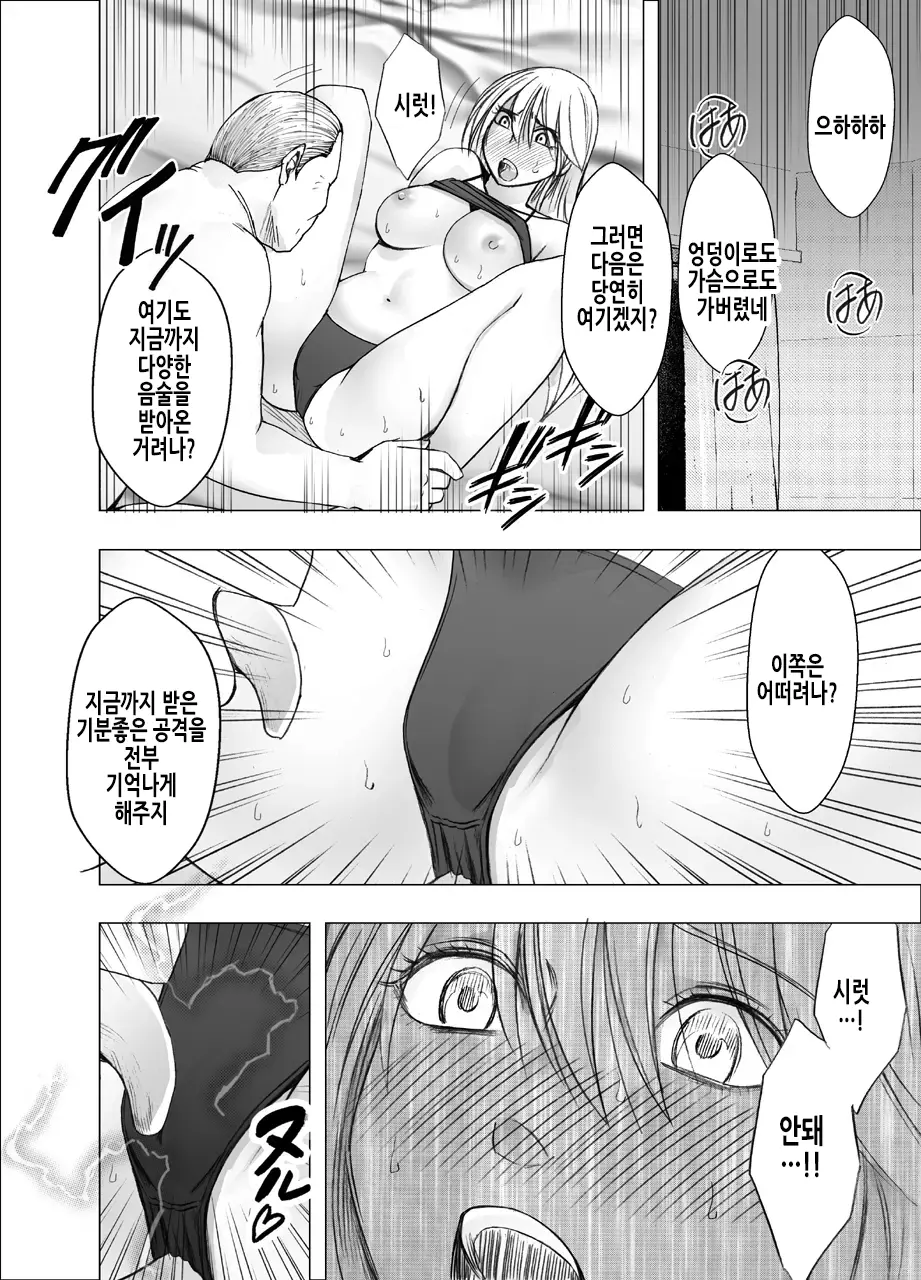 으하하하
はぁ
はぁ
はぁ
엉덩이로도
가슴으로도
가버렸네
그러면
다음은
당연히
여기겠지?
시럿!
グイッ
여기도
지금까지
다양한
음술을
받아온
거려나?
ギシッ
ギシッ
이쪽은
어떠려나?
지금까지 받은
기분좋은 공격을
전부
기억나게
해주지
시럿
…!
안돼
…!!
ヌル♡